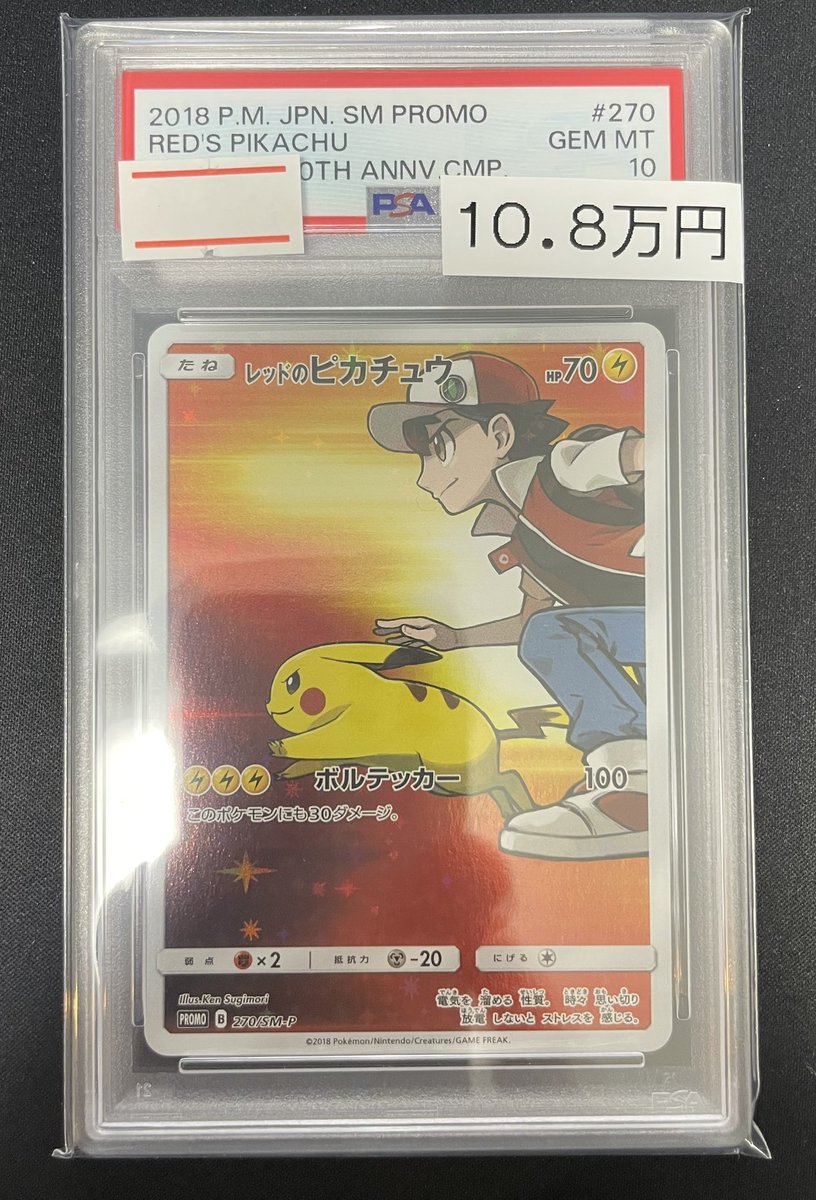 2018 P.M. JPN. SM PROMO #270
RED'S PIKACHU GEM MT
0TH ANNV.CMP. 10
PSA
10.8万円
たね レッドのピカチュウ HP70
ボルテッカー 100
このポケモンにも30ダメージ。
弱点 ×2 抵抗力 -20 にげる
Illus.Ken Sugimori
PROMO B 270/SM-P
電気を 溜める 性質。 時々 思い切り
放電 しないと ストレスを 感じる。
©2018 Pokémon/Nintendo/Creatures/GAME FREAK.
PSA